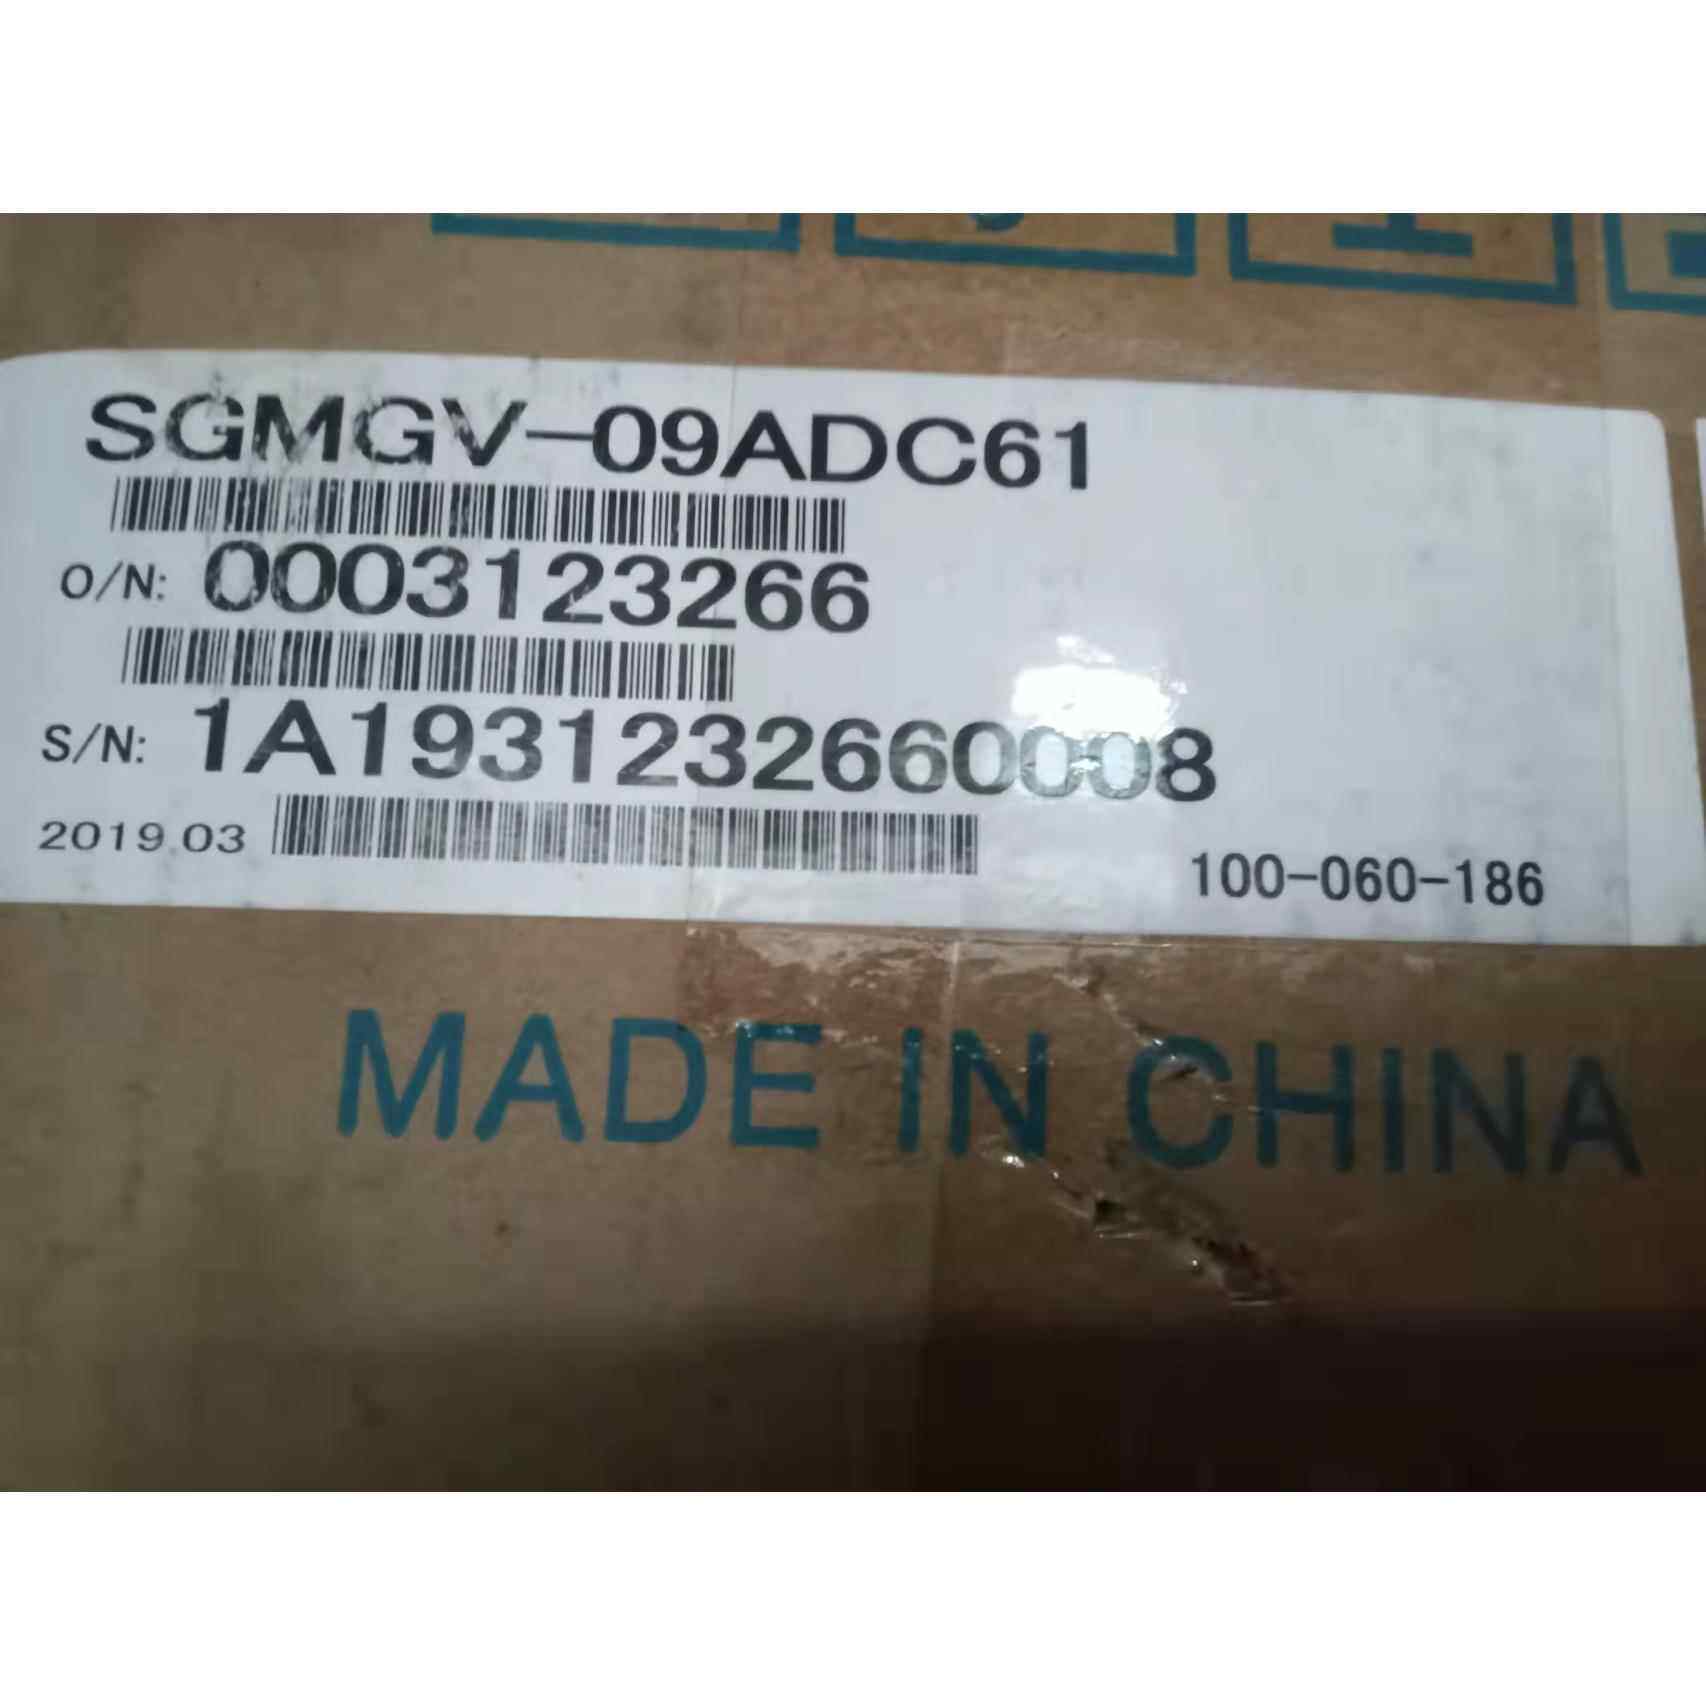 SGMGV-09ADC61
O/N: 0003123266
S/N: 1A1931232660008
2019.03
100-060-186
MADE IN CHINA